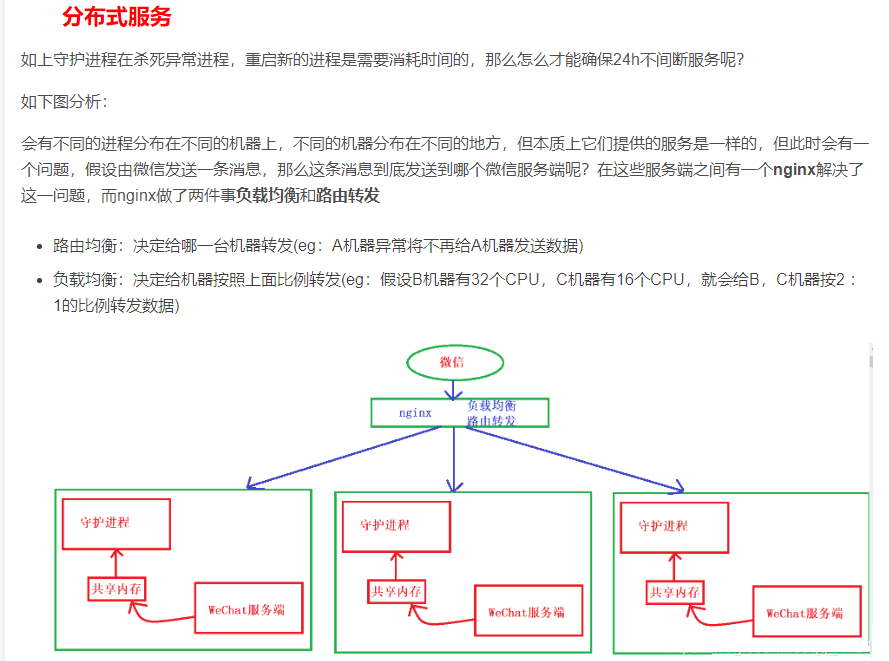 分布式服务
如上守护进程在杀死异常进程，重启新的进程是需要消耗时间的，那么怎么才能确保24h不间断服务呢？
如下图分析：
会有不同的进程分布在不同的机器上，不同的机器分布在不同的地方，但本质上它们提供的服务是一样的，但此时会有一
个问题，假设由微信发送一条消息，那么这条消息到底发送到哪个微信服务端呢？在这些服务端之间有一个nginx解决了
这一问题，而nginx做了两件事负载均衡和路由转发
• 路由均衡：决定给哪一台机器转发(eg：A机器异常将不再给A机器发送数据)
• 负载均衡：决定给机器按照上面比例转发(eg：假设B机器有32个CPU，C机器有16个CPU，就会给B，C机器按2：
1的比例转发数据)
微信
nginx 负载均衡
路由转发
守护进程 守护进程 守护进程
共享内存 共享内存 共享内存
WeChat服务端 WeChat服务端 WeChat服务端